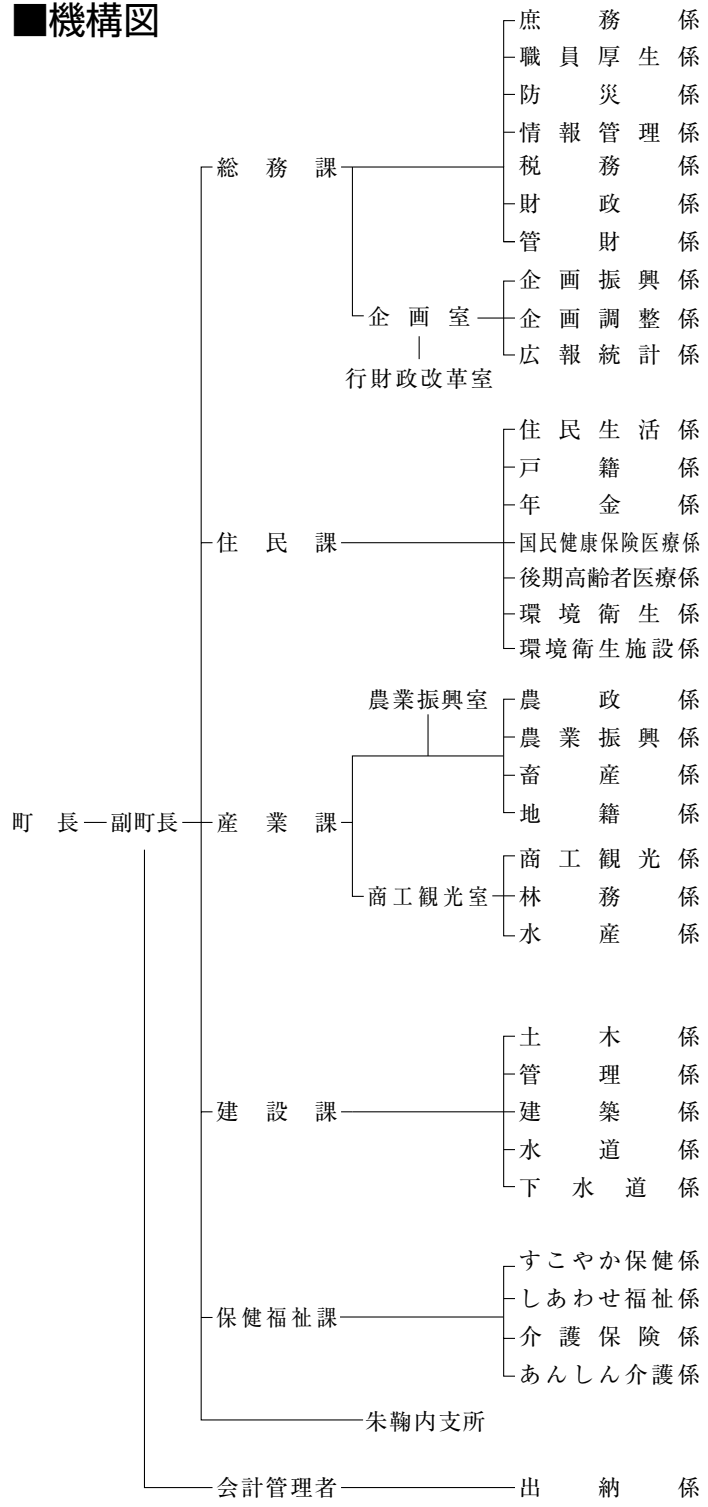 ■機構図
庶務係
職員厚生係
防災係
情報管理係
総務課
税務係
財政係
管財係
企画振興係
企画室
企画調整係
広報統計係
行財政改革室
住民生活係
戸籍係
年金係
住民課
国民健康保険医療係
後期高齢者医療係
環境衛生係
環境衛生施設係
農業振興室
農政係
農業振興係
畜産係
地籍係
町長
副町長
産業課
商工観光係
商工観光室
林務係
水産係
土木係
管理係
建設課
建築係
水道係
下水道係
すこやか保健係
しあわせ福祉係
保健福祉課
介護保険係
あんしん介護係
朱鞠内支所
会計管理者
出納係